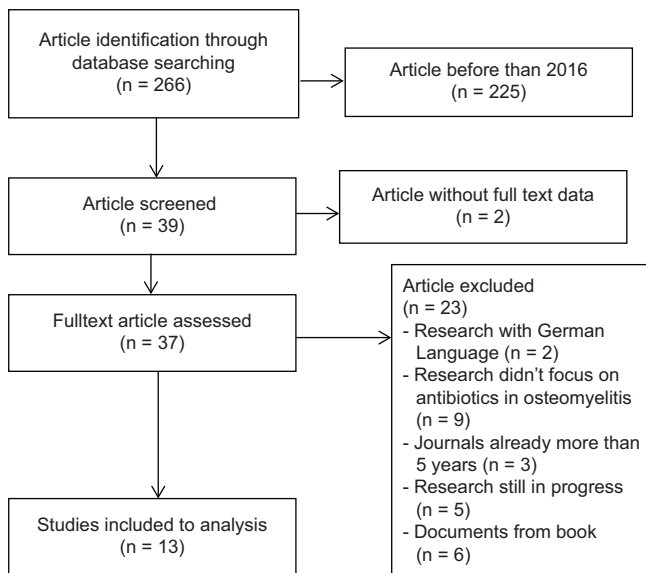 Article identification through
database searching
(n = 266)
Article before than 2016
(n = 225)
Article screened
(n = 39)
Article without full text data
(n = 2)
Fulltext article assessed
(n = 37)
Article excluded
(n = 23)
- Research with German
Language (n = 2)
- Research didn't focus on
antibiotics in osteomyelitis
(n = 9)
- Journals already more than
5 years (n = 3)
- Research still in progress
(n = 5)
- Documents from book
(n = 6)
Studies included to analysis
(n = 13)